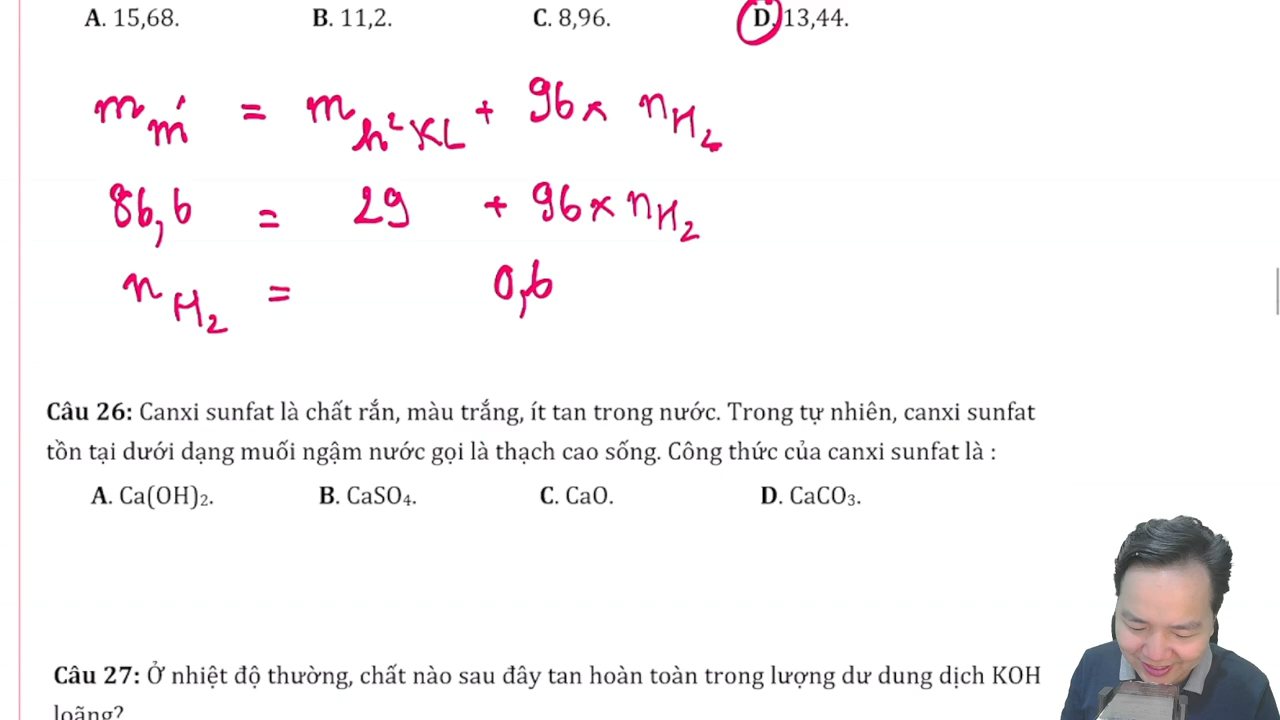 A. 15,68. B. 11,2. C. 8,96. D. 13,44.
m m' = m h² KL + 96 x n H₂
86,6 = 29 + 96 x n H₂
n H₂ = 0,6
Câu 26: Canxi sunfat là chất rắn, màu trắng, ít tan trong nước. Trong tự nhiên, canxi sunfat
tồn tại dưới dạng muối ngậm nước gọi là thạch cao sống. Công thức của canxi sunfat là :
A. Ca(OH)₂. B. CaSO₄. C. CaO. D. CaCO₃.
Câu 27: Ở nhiệt độ thường, chất nào sau đây tan hoàn toàn trong lượng dư dung dịch KOH
loãng?